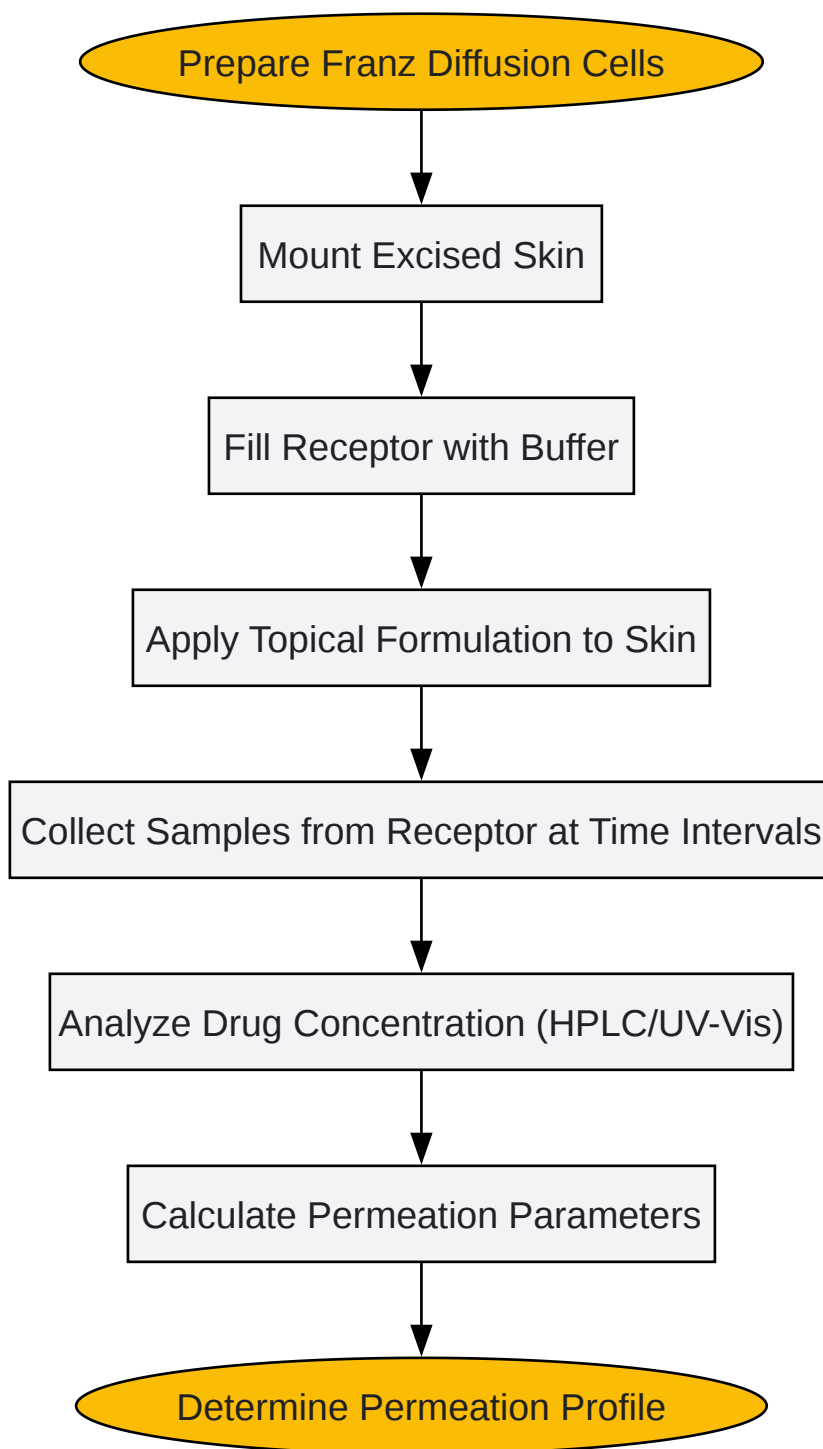 Prepare Franz Diffusion Cells
Mount Excised Skin
Fill Receptor with Buffer
Apply Topical Formulation to Skin
Collect Samples from Receptor at Time Intervals
Analyze Drug Concentration (HPLC/UV-Vis)
Calculate Permeation Parameters
Determine Permeation Profile